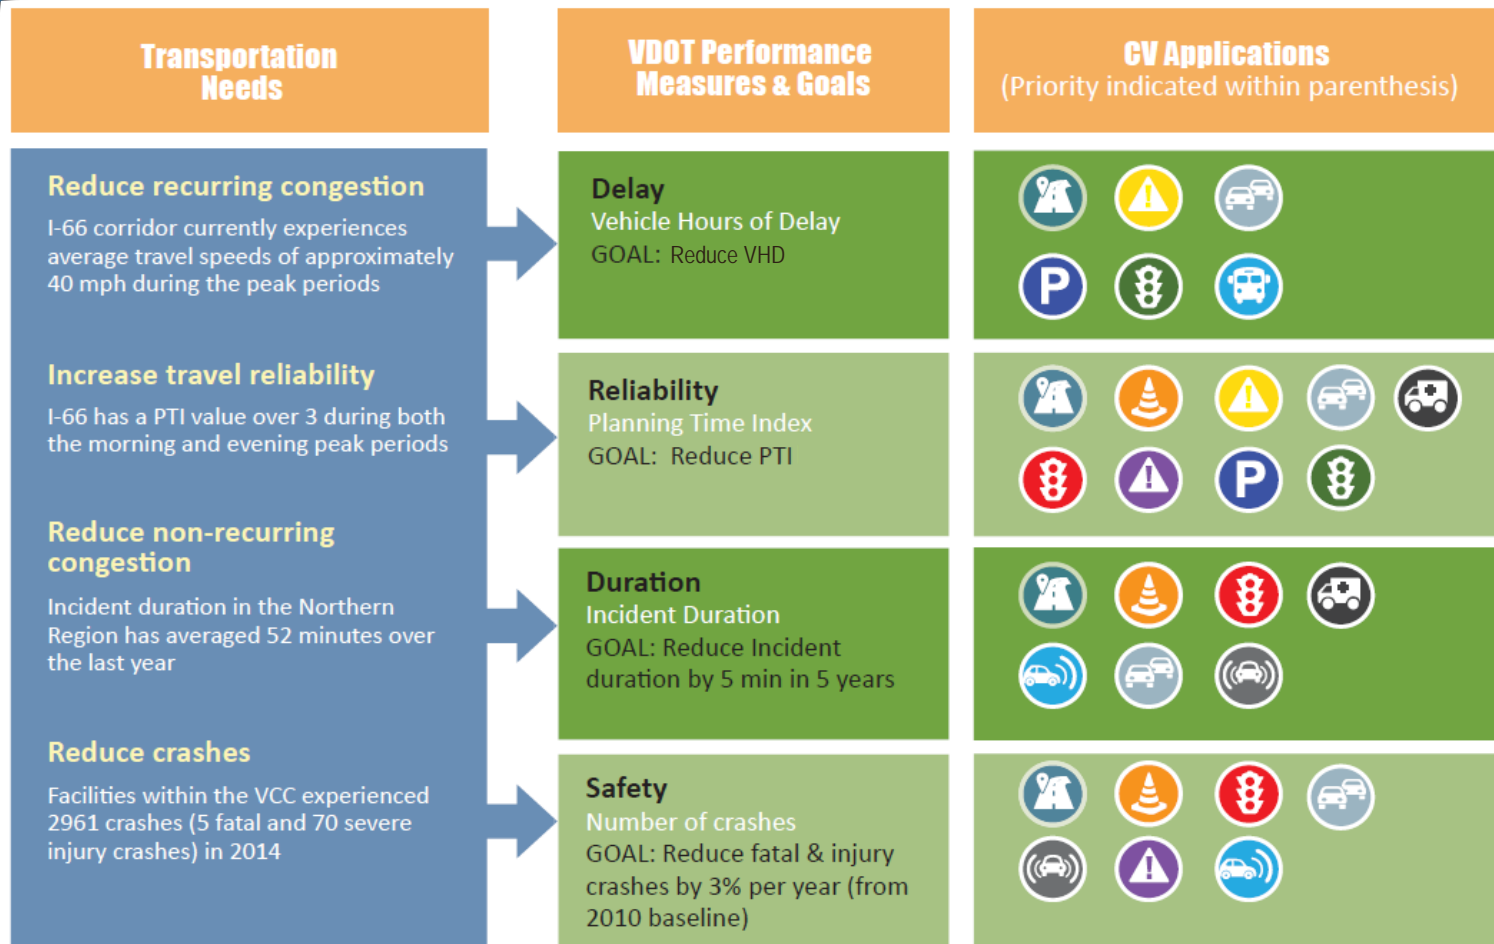 Transportation
Needs
VDOT Performance
Measures & Goals
CV Applications
(Priority indicated within parenthesis)
Reduce recurring congestion
I-66 corridor currently experiences
average travel speeds of approximately
40 mph during the peak periods
Increase travel reliability
I-66 has a PTI value over 3 during both
the morning and evening peak periods
Reduce non-recurring
congestion
Incident duration in the Northern
Region has averaged 52 minutes over
the last year
Reduce crashes
Facilities within the VCC experienced
2961 crashes (5 fatal and 70 severe
injury crashes) in 2014
Delay
Vehicle Hours of Delay
GOAL: Reduce VHD
Reliability
Planning Time Index
GOAL: Reduce PTI
Duration
Incident Duration
GOAL: Reduce Incident
duration by 5 min in 5 years
Safety
Number of crashes
GOAL: Reduce fatal & injury
crashes by 3% per year (from
2010 baseline)
!
P
!
!
P
!